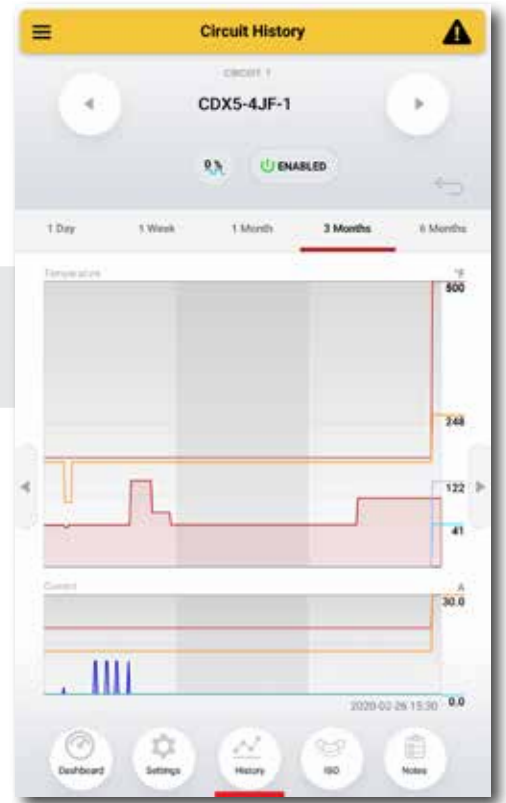 Circuit History
CIRCUIT 1
CDX5-4JF-1
0 %
ENABLED
1 Day 1 Week 1 Month 3 Months 6 Months
Temperature °F
500
248
122
41
Current A
30.0
2020-02-26 15:30 0.0
Dashboard Settings History ISO Notes